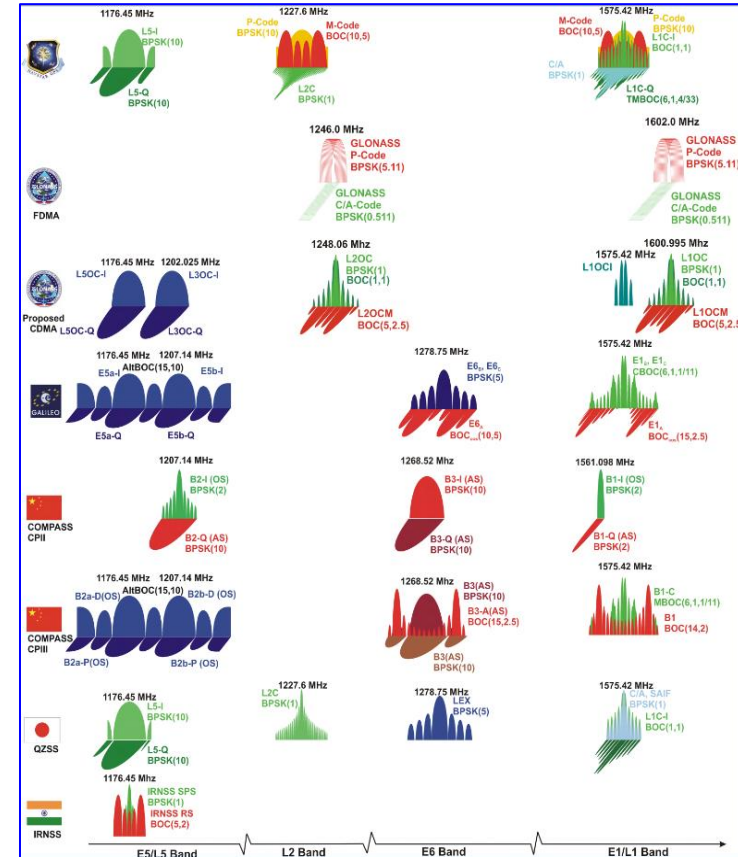 1176.45 MHz
L5-I
BPSK(10)
L5-Q
BPSK(10)
1227.6 MHz
P-Code
BPSK(10)
M-Code
BOC(10,5)
L2C
BPSK(1)
1575.42 MHz
M-Code
BOC(10,5)
P-Code
BPSK(10)
L1C-I
BOC(1,1)
C/A
BPSK(1)
L1C-Q
TMBOC(6,1,4/33)
FDMA
1246.0 MHz
GLONASS
P-Code
BPSK(5.11)
GLONASS
C/A-Code
BPSK(0.511)
1602.0 MHz
GLONASS
P-Code
BPSK(5.11)
GLONASS
C/A-Code
BPSK(0.511)
Proposed
CDMA
1176.45 MHz 1202.025 MHz
L5OC-I
L3OC-I
L5OC-Q
L3OC-Q
1248.06 MHz
L2OC
BPSK(1)
BOC(1,1)
L2OCM
BOC(5,2.5)
1575.42 MHz
L1OCI
1600.995 MHz
L1OC
BPSK(1)
BOC(1,1)
L1OCM
BOC(5,2.5)
GALILEO
1176.45 MHz 1207.14 MHz
AltBOC(15,10)
E5a-I
E5b-I
E5a-Q
E5b-Q
1278.75 MHz
BPSK(5)
1575.42 MHz
CBOC(6,1,1/11)
COMPASS
CPII
1207.14 MHz
B2-I (OS)
BPSK(2)
B2-Q (AS)
BPSK(10)
1268.52 MHz
B3-I (AS)
BPSK(10)
B3-Q (AS)
BPSK(10)
1561.098 MHz
B1-I (OS)
BPSK(2)
B1-Q (AS)
BPSK(2)
COMPASS
CPIII
1176.45 MHz 1207.14 MHz
AltBOC(15,10)
B2a-D(OS)
B2b-D (OS)
B2a-P(OS)
B2b-P (OS)
1268.52 MHz
B3(AS)
BPSK(10)
B3-A(AS)
BOC(15,2.5)
B3(AS)
BPSK(10)
1575.42 MHz
B1-C
MBOC(6,1,1/11)
B1
BOC(14,2)
QZSS
1176.45 MHz
L5-I
BPSK(10)
L5-Q
BPSK(10)
1227.6 MHz
L2C
BPSK(1)
1278.75 MHz
LEX
BPSK(5)
1575.42 MHz
C/A, SAIF
BPSK(1)
L1C-I
BOC(1,1)
IRNSS
1176.45 MHz
IRNSS SPS
BPSK(1)
IRNSS RS
BOC(5,2)
E5/L5 Band
L2 Band
E6 Band
E1/L1 Band